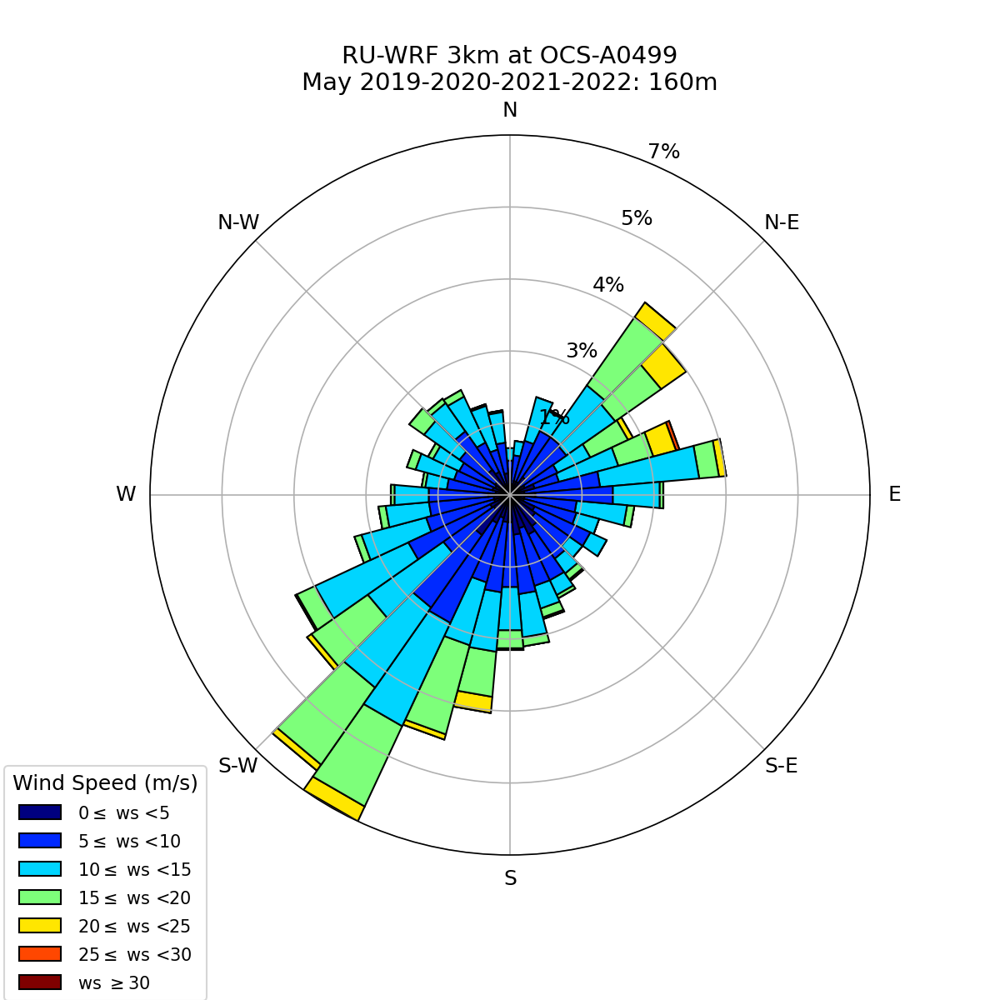 RU-WRF 3km at OCS-A0499
May 2019-2020-2021-2022: 160m
N
7%
N-W
5%
N-E
4%
3%
1%
W
E
S-W
S-E
S
Wind Speed (m/s)
0≤ ws <5
5≤ ws <10
10≤ ws <15
15≤ ws <20
20≤ ws <25
25≤ ws <30
ws ≥30